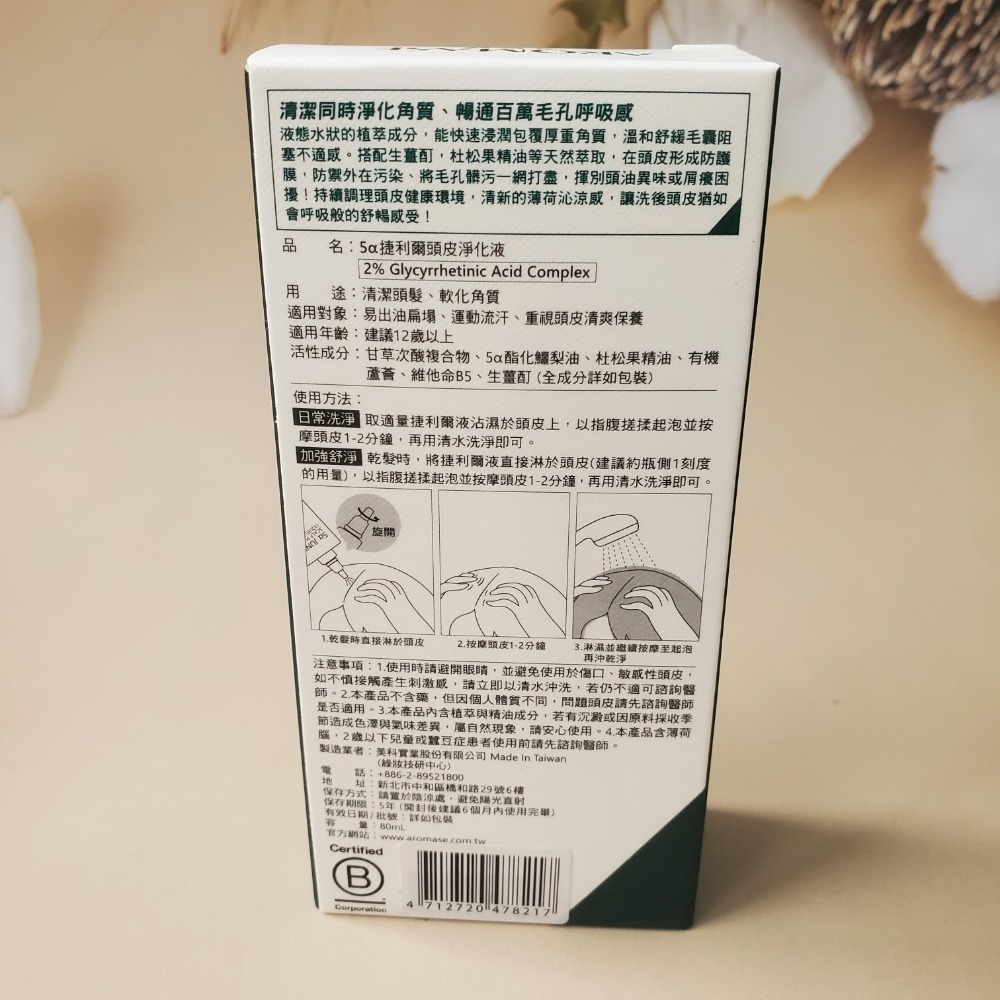 清潔同時淨化角質、暢通百萬毛孔呼吸感
液態水狀的植萃成分，能快速浸潤包覆厚重角質，溫和舒緩毛囊阻
塞不適感。搭配生薑酊，杜松果精油等天然萃取，在頭皮形成防護
膜，防禦外在污染、將毛孔髒污一網打盡，揮別頭油異味或屑癢困
擾！持續調理頭皮健康環境，清新的薄荷沁涼感，讓洗後頭皮猶如
會呼吸般的舒暢感受！
品 名：5α捷利爾頭皮淨化液
2% Glycyrrhetinic Acid Complex
用 途：清潔頭髮、軟化角質
適用對象：易出油扁塌、運動流汗、重視頭皮清爽保養
適用年齡：建議12歲以上
活性成分：甘草次酸複合物、5α酯化鱷梨油、杜松果精油、有機
蘆薈、維他命B5、生薑酊 (全成分詳如包裝)
使用方法：
日常洗淨 取適量捷利爾液沾濕於頭皮上，以指腹搓揉起泡並按
摩頭皮1-2分鐘，再用清水洗淨即可。
加強舒淨 乾髮時，將捷利爾液直接淋於頭皮(建議約瓶側1刻度
的用量)，以指腹搓揉起泡並按摩頭皮1-2分鐘，再用清水洗淨即可。
旋開
1.乾髮時直接淋於頭皮
2.按摩頭皮1-2分鐘
3.淋濕並繼續按摩至起泡
再沖乾淨
注意事項：1.使用時請避開眼睛，並避免使用於傷口、敏感性頭皮，
如不慎接觸產生刺激感，請立即以清水沖洗，若仍不適可諮詢醫
師。2.本產品不含藥，但因個人體質不同，問題頭皮請先諮詢醫師
是否適用。3.本產品內含植萃與精油成分，若有沉澱或因原料採收季
節造成色澤與氣味差異，屬自然現象，請安心使用。4.本產品含薄荷
腦，2歲以下兒童或蠶豆症患者使用前請先諮詢醫師。
製造業者：美科實業股份有限公司 Made In Taiwan
(綠妝技研中心)
電 話：+886-2-89521800
地 址：新北市中和區橋和路29號6樓
保存方式：請置於陰涼處，避免陽光直射
保存期限：5年 (開封後建議6個月內使用完畢)
有效日期/批號：詳如包裝
容 量：80mL
官方網站：www.aromase.com.tw
Certified
B
Corporation
4 712720 478217